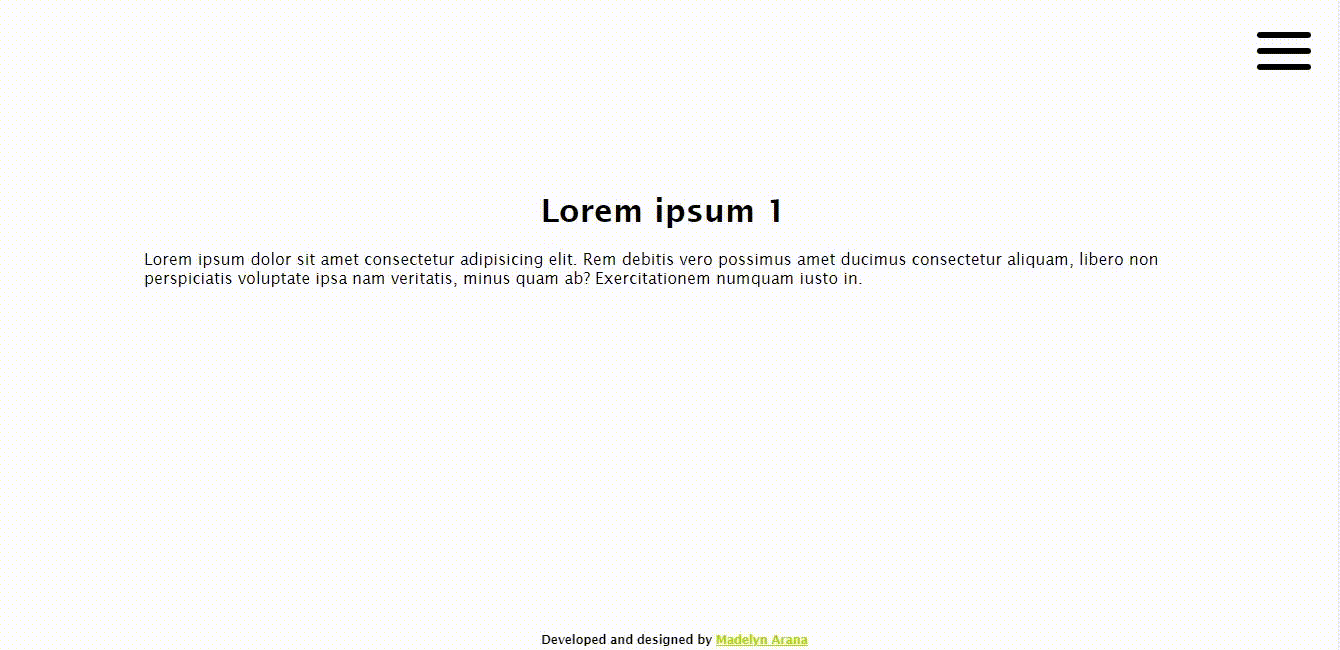 Lorem ipsum 1
Lorem ipsum dolor sit amet consectetur adipisicing elit. Rem debitis vero possimus amet ducimus consectetur aliquam, libero non
perspiciatis voluptate ipsa nam veritatis, minus quam ab? Exercitationem numquam iusto in.
Developed and designed by Madelyn Arana